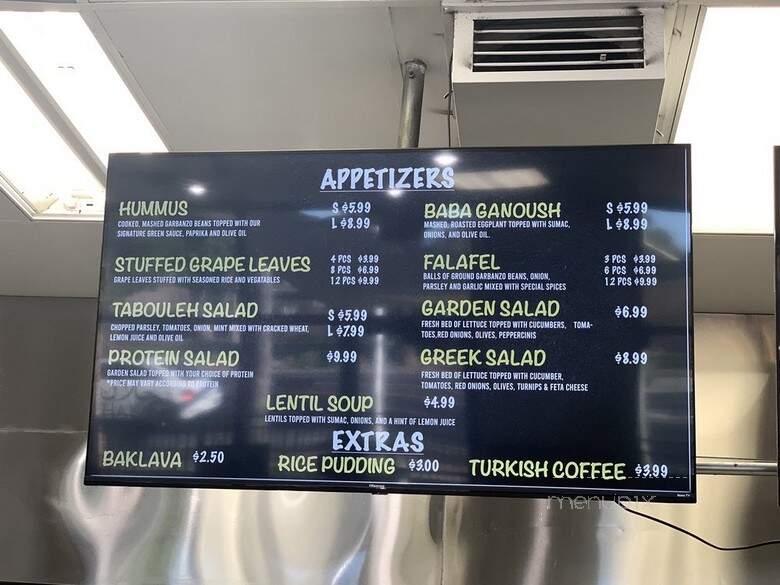 APPETIZERS
HUMMUS S $5.99
L $8.99
COOKED, MASHED GARBANZO BEANS TOPPED WITH OUR
SIGNATURE GREEN SAUCE, PAPRIKA AND OLIVE OIL
BABA GANOUSH S $5.99
L $8.99
MASHED, ROASTED EGGPLANT TOPPED WITH SUMAC,
ONIONS, AND OLIVE OIL.
STUFFED GRAPE LEAVES 4 PCS $3.99
8 PCS $6.99
12 PCS $9.99
GRAPE LEAVES STUFFED WITH SEASONED RICE AND VEGATABLES
FALAFEL 3 PCS $3.99
6 PCS $6.99
12 PCS $9.99
BALLS OF GROUND GARBANZO BEANS, ONION,
PARSLEY AND GARLIC MIXED WITH SPECIAL SPICES
TABOULEH SALAD S $5.99
L $7.99
CHOPPED PARSLEY, TOMATOES, ONION, MINT MIXED WITH CRACKED WHEAT,
LEMON JUICE AND OLIVE OIL
GARDEN SALAD $6.99
FRESH BED OF LETTUCE TOPPED WITH CUCUMBERS, TOMA-
TOES, RED ONIONS, OLIVES, PEPPERCINIS
PROTEIN SALAD $9.99
GARDEN SALAD TOPPED WITH YOUR CHOICE OF PROTEIN
*PRICE MAY VARY ACCORDING TO PROTEIN
GREEK SALAD $8.99
FRESH BED OF LETTUCE TOPPED WITH CUCUMBER,
TOMATOES, RED ONIONS, OLIVES, TURNIPS & FETA CHEESE
LENTIL SOUP $4.99
LENTILS TOPPED WITH SUMAC, ONIONS, AND A HINT OF LEMON JUICE
EXTRAS
BAKLAVA $2.50
RICE PUDDING $3.00
TURKISH COFFEE $3.99
Hisense
Roku TV
menupix